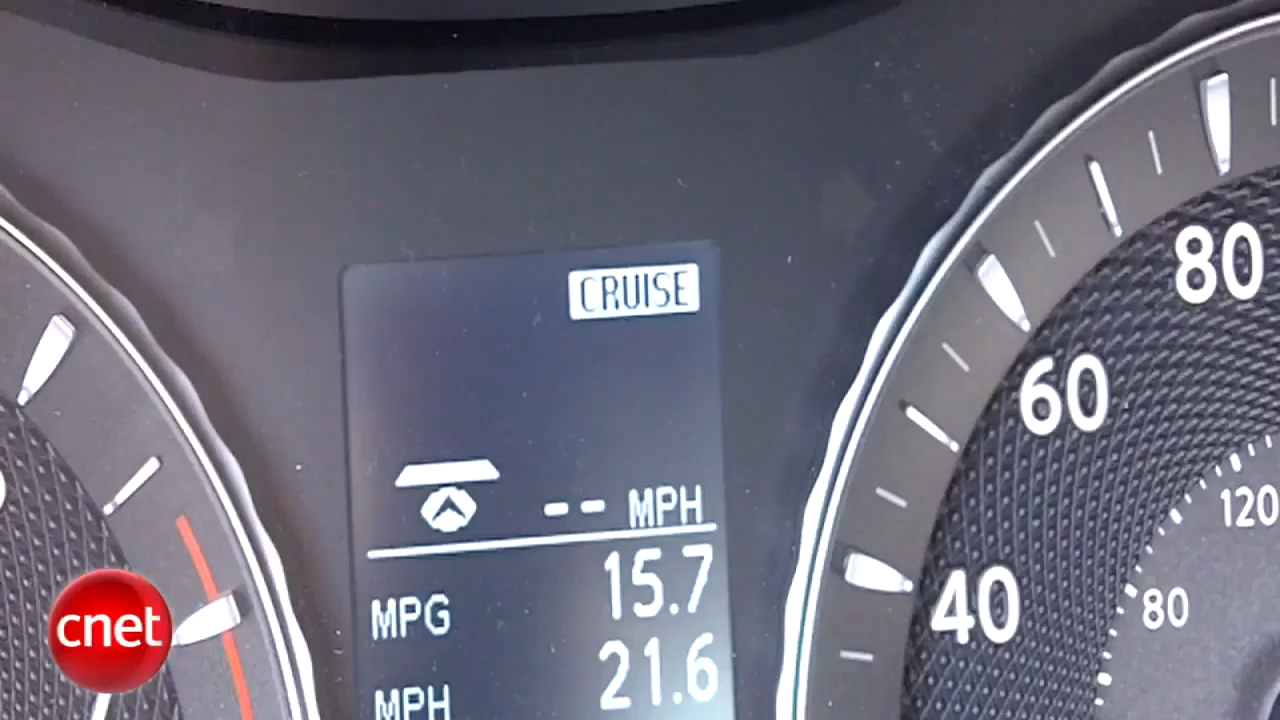 CRUISE
-- MPH
MPG 15.7
MPH 21.6
40
60
80
80
120
cnet